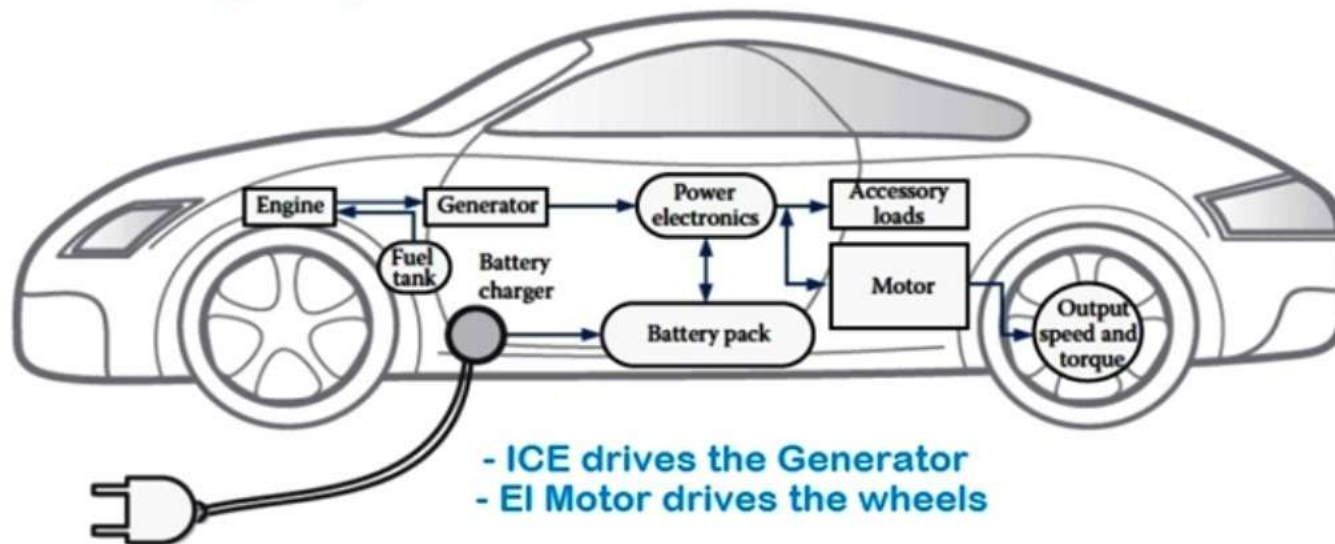 Engine
Generator
Power
electronics
Accessory
loads
Fuel
tank
Battery
charger
Motor
Battery pack
Output
speed and
torque
- ICE drives the Generator
- El Motor drives the wheels